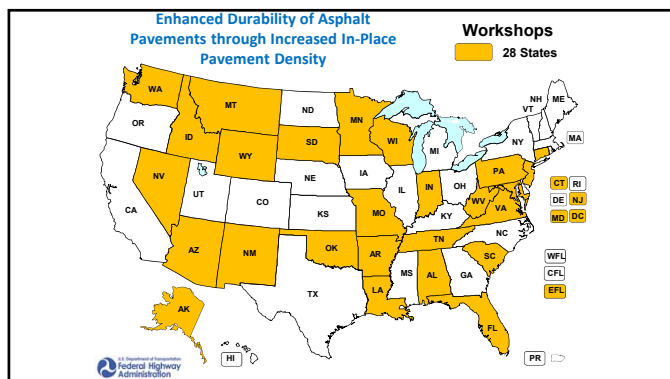 Enhanced Durability of Asphalt
Pavements through Increased In-Place
Pavement Density
Workshops
28 States
WA
MT
ND
MN
NH
VT
ME
OR
ID
SD
WI
MI
NY
MA
WY
NV
UT
NE
IA
IL
IN
OH
PA
CT
RI
DE
NJ
MD
DC
CA
CO
KS
MO
KY
WV
VA
NC
AZ
NM
OK
AR
TN
SC
WFL
CFL
EFL
TX
LA
MS
AL
GA
FL
AK
HI
PR
U.S. Department of Transportation
Federal Highway
Administration